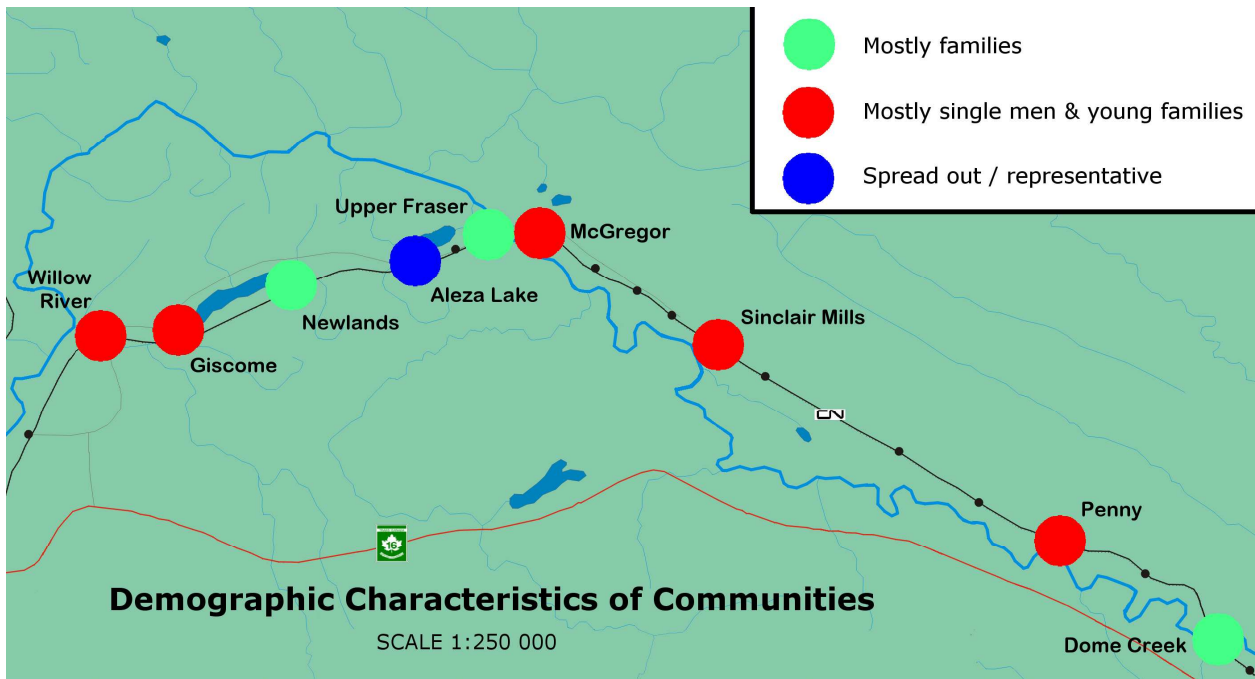 Mostly families
Mostly single men & young families
Spread out / representative
Upper Fraser
McGregor
Willow
River
Aleza Lake
Newlands
Giscome
Sinclair Mills
CN
Penny
16
Demographic Characteristics of Communities
SCALE 1:250 000
Dome Creek